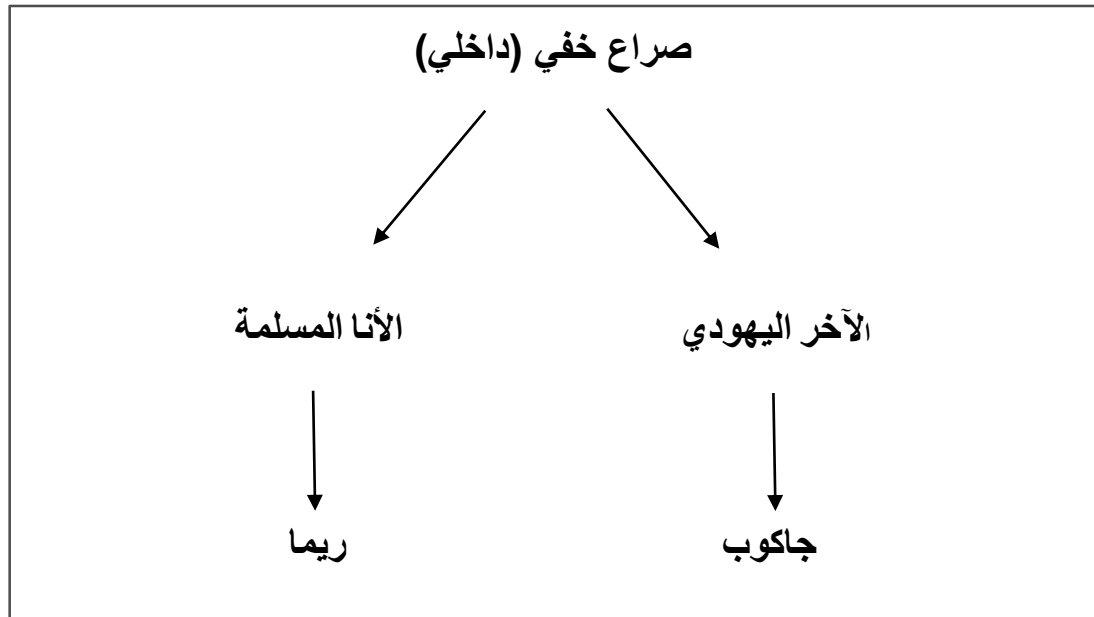 صراع خفي (داخلي)
الآخر اليهودي
الأنا المسلمة
جاكوب
ريما